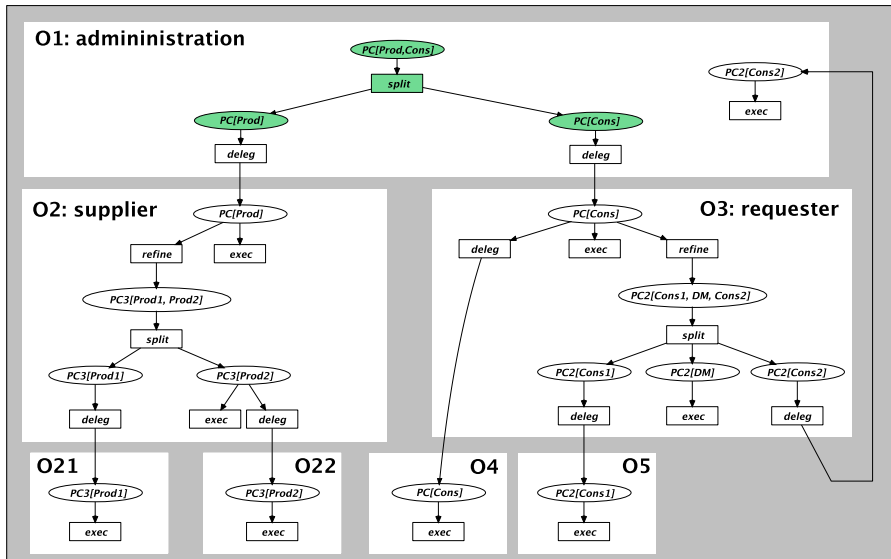 O1: admininistration
PC[Prod,Cons]
split
PC[Prod]
PC[Cons]
deleg
deleg
PC2[Cons2]
exec
O2: supplier
PC[Prod]
refine
exec
PC3[Prod1, Prod2]
split
PC3[Prod1]
PC3[Prod2]
deleg
exec
deleg
O3: requester
PC[Cons]
deleg
exec
refine
PC2[Cons1, DM, Cons2]
split
PC2[Cons1]
PC2[DM]
PC2[Cons2]
deleg
exec
deleg
O21
PC3[Prod1]
exec
O22
PC3[Prod2]
exec
O4
PC[Cons]
exec
O5
PC2[Cons1]
exec